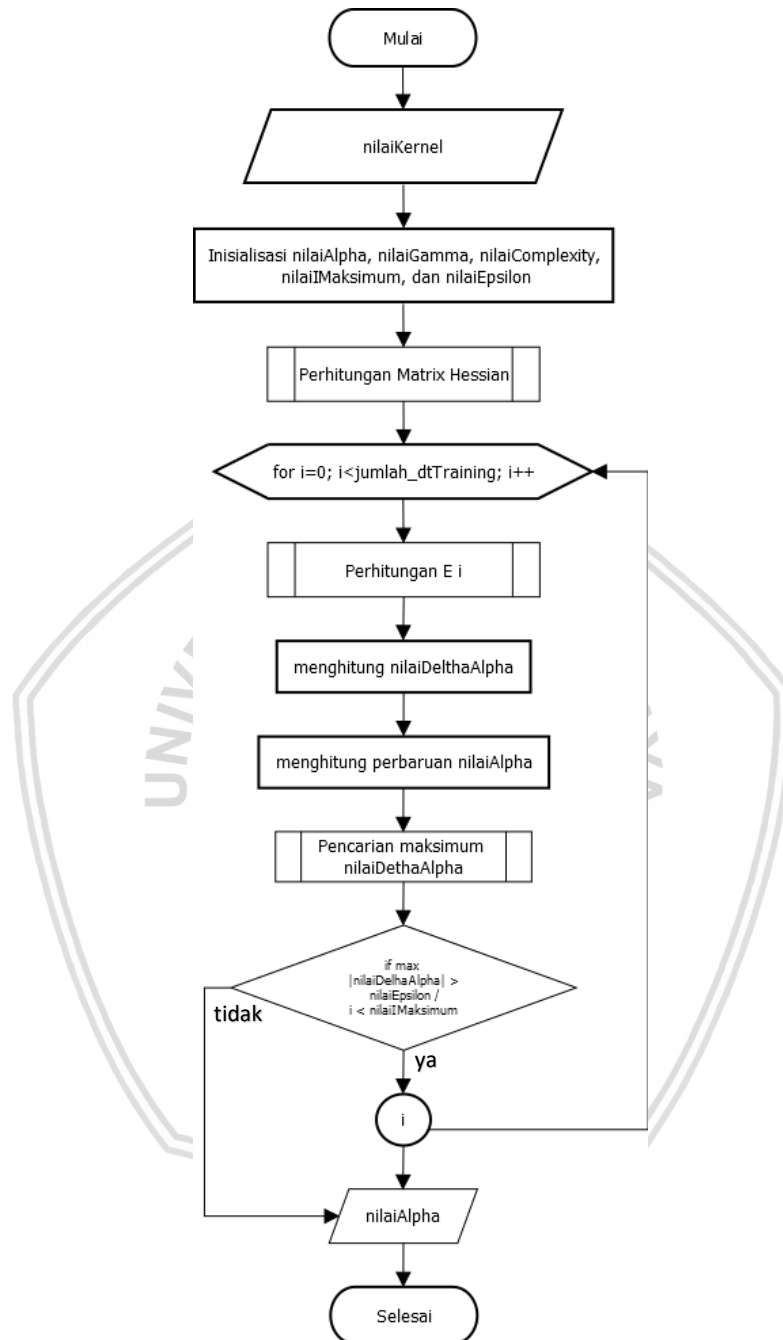 Mulai
nilaiKernel
Inisialisasi nilaiAlpha, nilaiGamma, nilaiComplexity,
nilaiIMaksimum, dan nilaiEpsilon
Perhitungan Matrix Hessian
for i=0; i<jumlah_dtTraining; i++
Perhitungan E i
menghitung nilaiDelthaAlpha
menghitung perbaruan nilaiAlpha
Pencarian maksimum
nilaiDethaAlpha
if max
|nilaiDelhaAlpha| >
nilaiEpsilon /
i < nilaiIMaksimum
tidak
ya
i
nilaiAlpha
Selesai